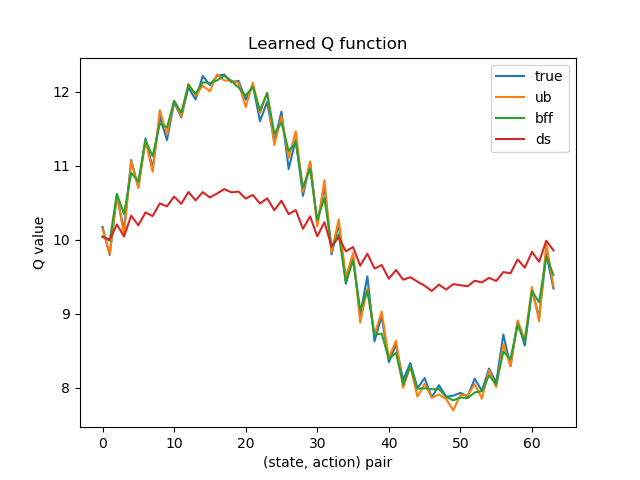 Learned Q function
true
ub
bff
ds
12
11
10
9
8
Q value
0 10 20 30 40 50 60
(state, action) pair